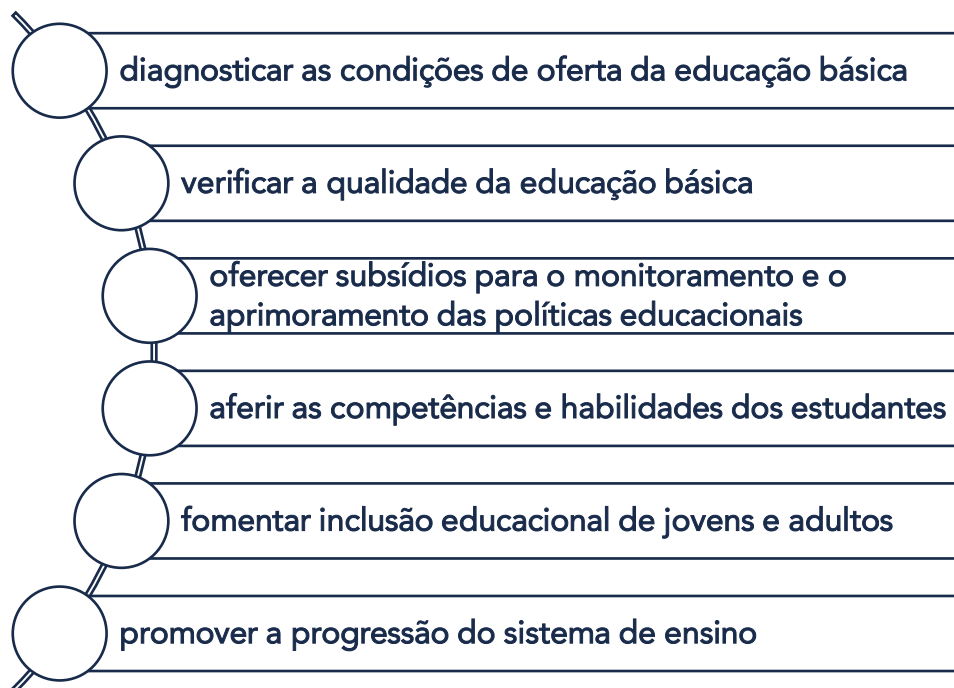 diagnosticar as condições de oferta da educação básica
verificar a qualidade da educação básica
oferecer subsídios para o monitoramento e o
aprimoramento das políticas educacionais
aferir as competências e habilidades dos estudantes
fomentar inclusão educacional de jovens e adultos
promover a progressão do sistema de ensino